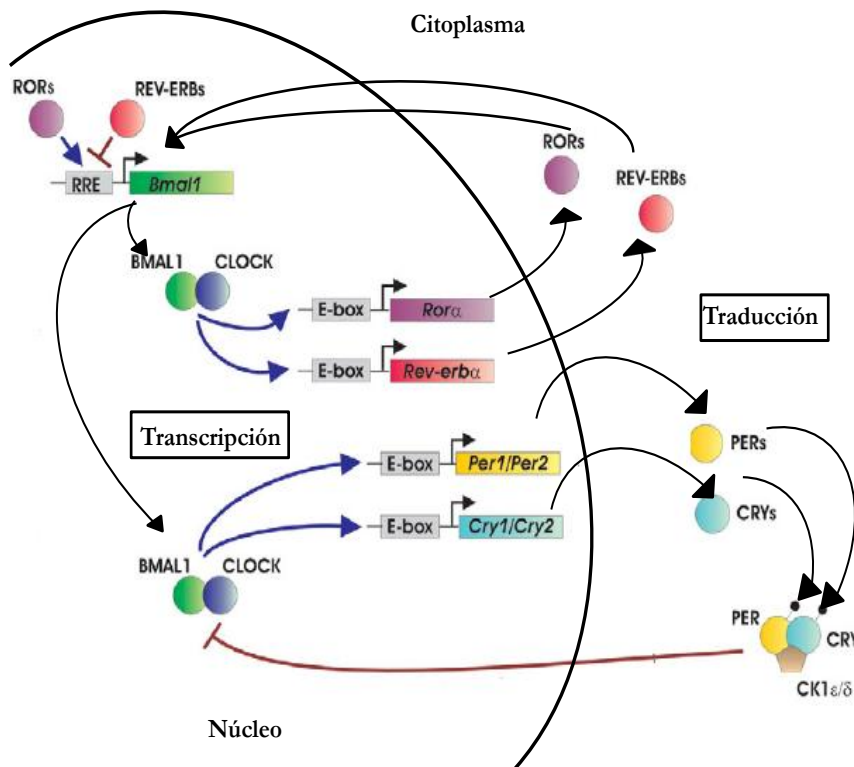 Citoplasma
RORs
REV-ERBs
RRE
Bmal1
RORs
REV-ERBs
BMAL1
CLOCK
E-box
Rorα
E-box
Rev-erbα
Traducción
Transcripción
E-box
Per1/Per2
PERs
E-box
Cry1/Cry2
CRYs
BMAL1
CLOCK
PER
CRY
CK1ε/δ
Núcleo